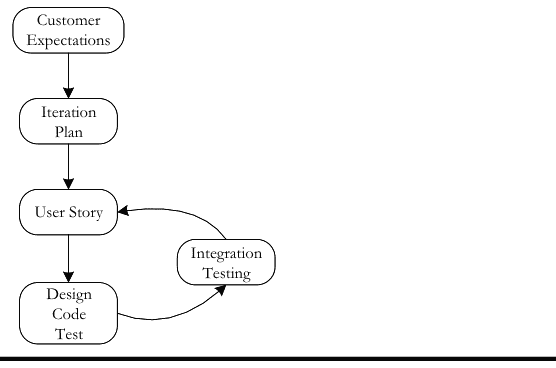 Customer
Expectations
Iteration
Plan
User Story
Integration
Testing
Design
Code
Test